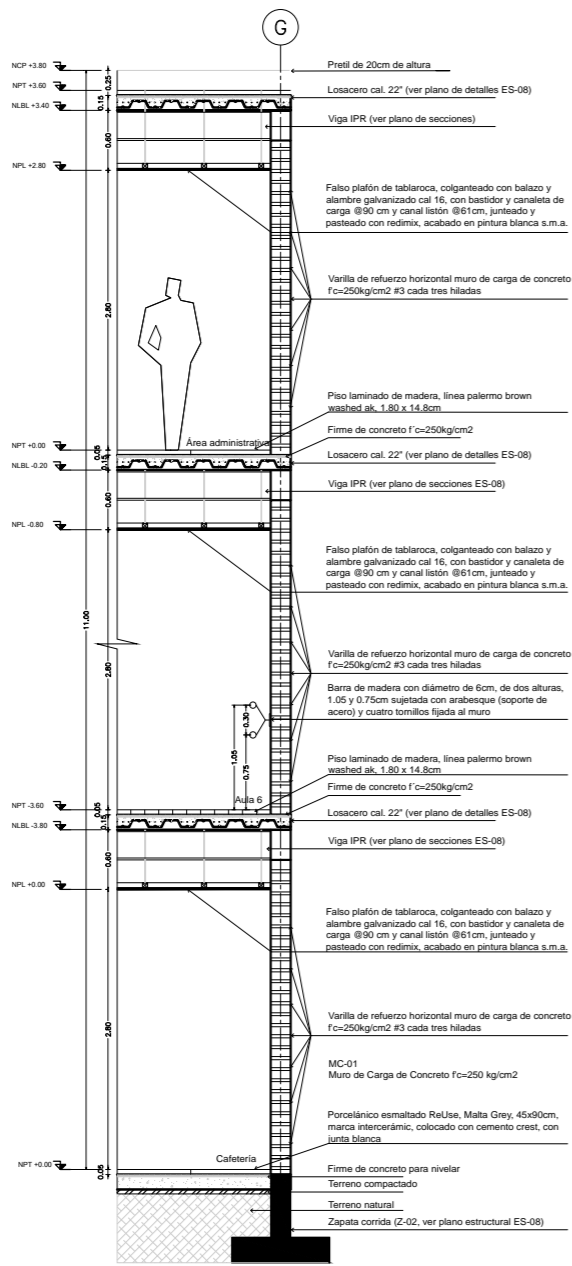 G
NCP +3.80
0.25
Pretil de 20cm de altura
NPT +3.60
Losacero cal. 22" (ver plano de detalles ES-08)
NLBL +3.40
0.15
Viga IPR (ver plano de secciones)
0.60
NPL +2.80
Falso plafón de tablaroca, colganteado con balazo y
alambre galvanizado cal 16, con bastidor y canaleta de
carga @90 cm y canal listón @61cm, junteado y
pasteado con redimix, acabado en pintura blanca s.m.a.
Varilla de refuerzo horizontal muro de carga de concreto
f'c=250kg/cm2 #3 cada tres hiladas
2.80
Piso laminado de madera, línea palermo brown
washed ak, 1.80 x 14.8cm
Área administrativa
Firme de concreto f´c=250kg/cm2
NPT +0.00
0.05
Losacero cal. 22" (ver plano de detalles ES-08)
NLBL -0.20
0.15
Viga IPR (ver plano de secciones ES-08)
0.60
NPL -0.80
Falso plafón de tablaroca, colganteado con balazo y
alambre galvanizado cal 16, con bastidor y canaleta de
carga @90 cm y canal listón @61cm, junteado y
pasteado con redimix, acabado en pintura blanca s.m.a.
11.00
Varilla de refuerzo horizontal muro de carga de concreto
f'c=250kg/cm2 #3 cada tres hiladas
2.80
Barra de madera con diámetro de 6cm, de dos alturas,
1.05 y 0.75cm sujetada con arabesque (soporte de
acero) y cuatro tornillos fijada al muro
0.30
1.05
0.75
Piso laminado de madera, línea palermo brown
washed ak, 1.80 x 14.8cm
Aula 6
Firme de concreto f´c=250kg/cm2
NPT -3.60
0.05
Losacero cal. 22" (ver plano de detalles ES-08)
NLBL -3.80
0.15
Viga IPR (ver plano de secciones ES-08)
0.60
NPL +0.00
Falso plafón de tablaroca, colganteado con balazo y
alambre galvanizado cal 16, con bastidor y canaleta de
carga @90 cm y canal listón @61cm, junteado y
pasteado con redimix, acabado en pintura blanca s.m.a.
Varilla de refuerzo horizontal muro de carga de concreto
f'c=250kg/cm2 #3 cada tres hiladas
2.80
MC-01
Muro de Carga de Concreto f'c=250 kg/cm2
Porcelánico esmaltado ReUse, Malta Grey, 45x90cm,
marca intercerámic, colocado con cemento crest, con
junta blanca
Cafetería
NPT +0.00
0.05
Firme de concreto para nivelar
Terreno compactado
Terreno natural
Zapata corrida (Z-02, ver plano estructural ES-08)